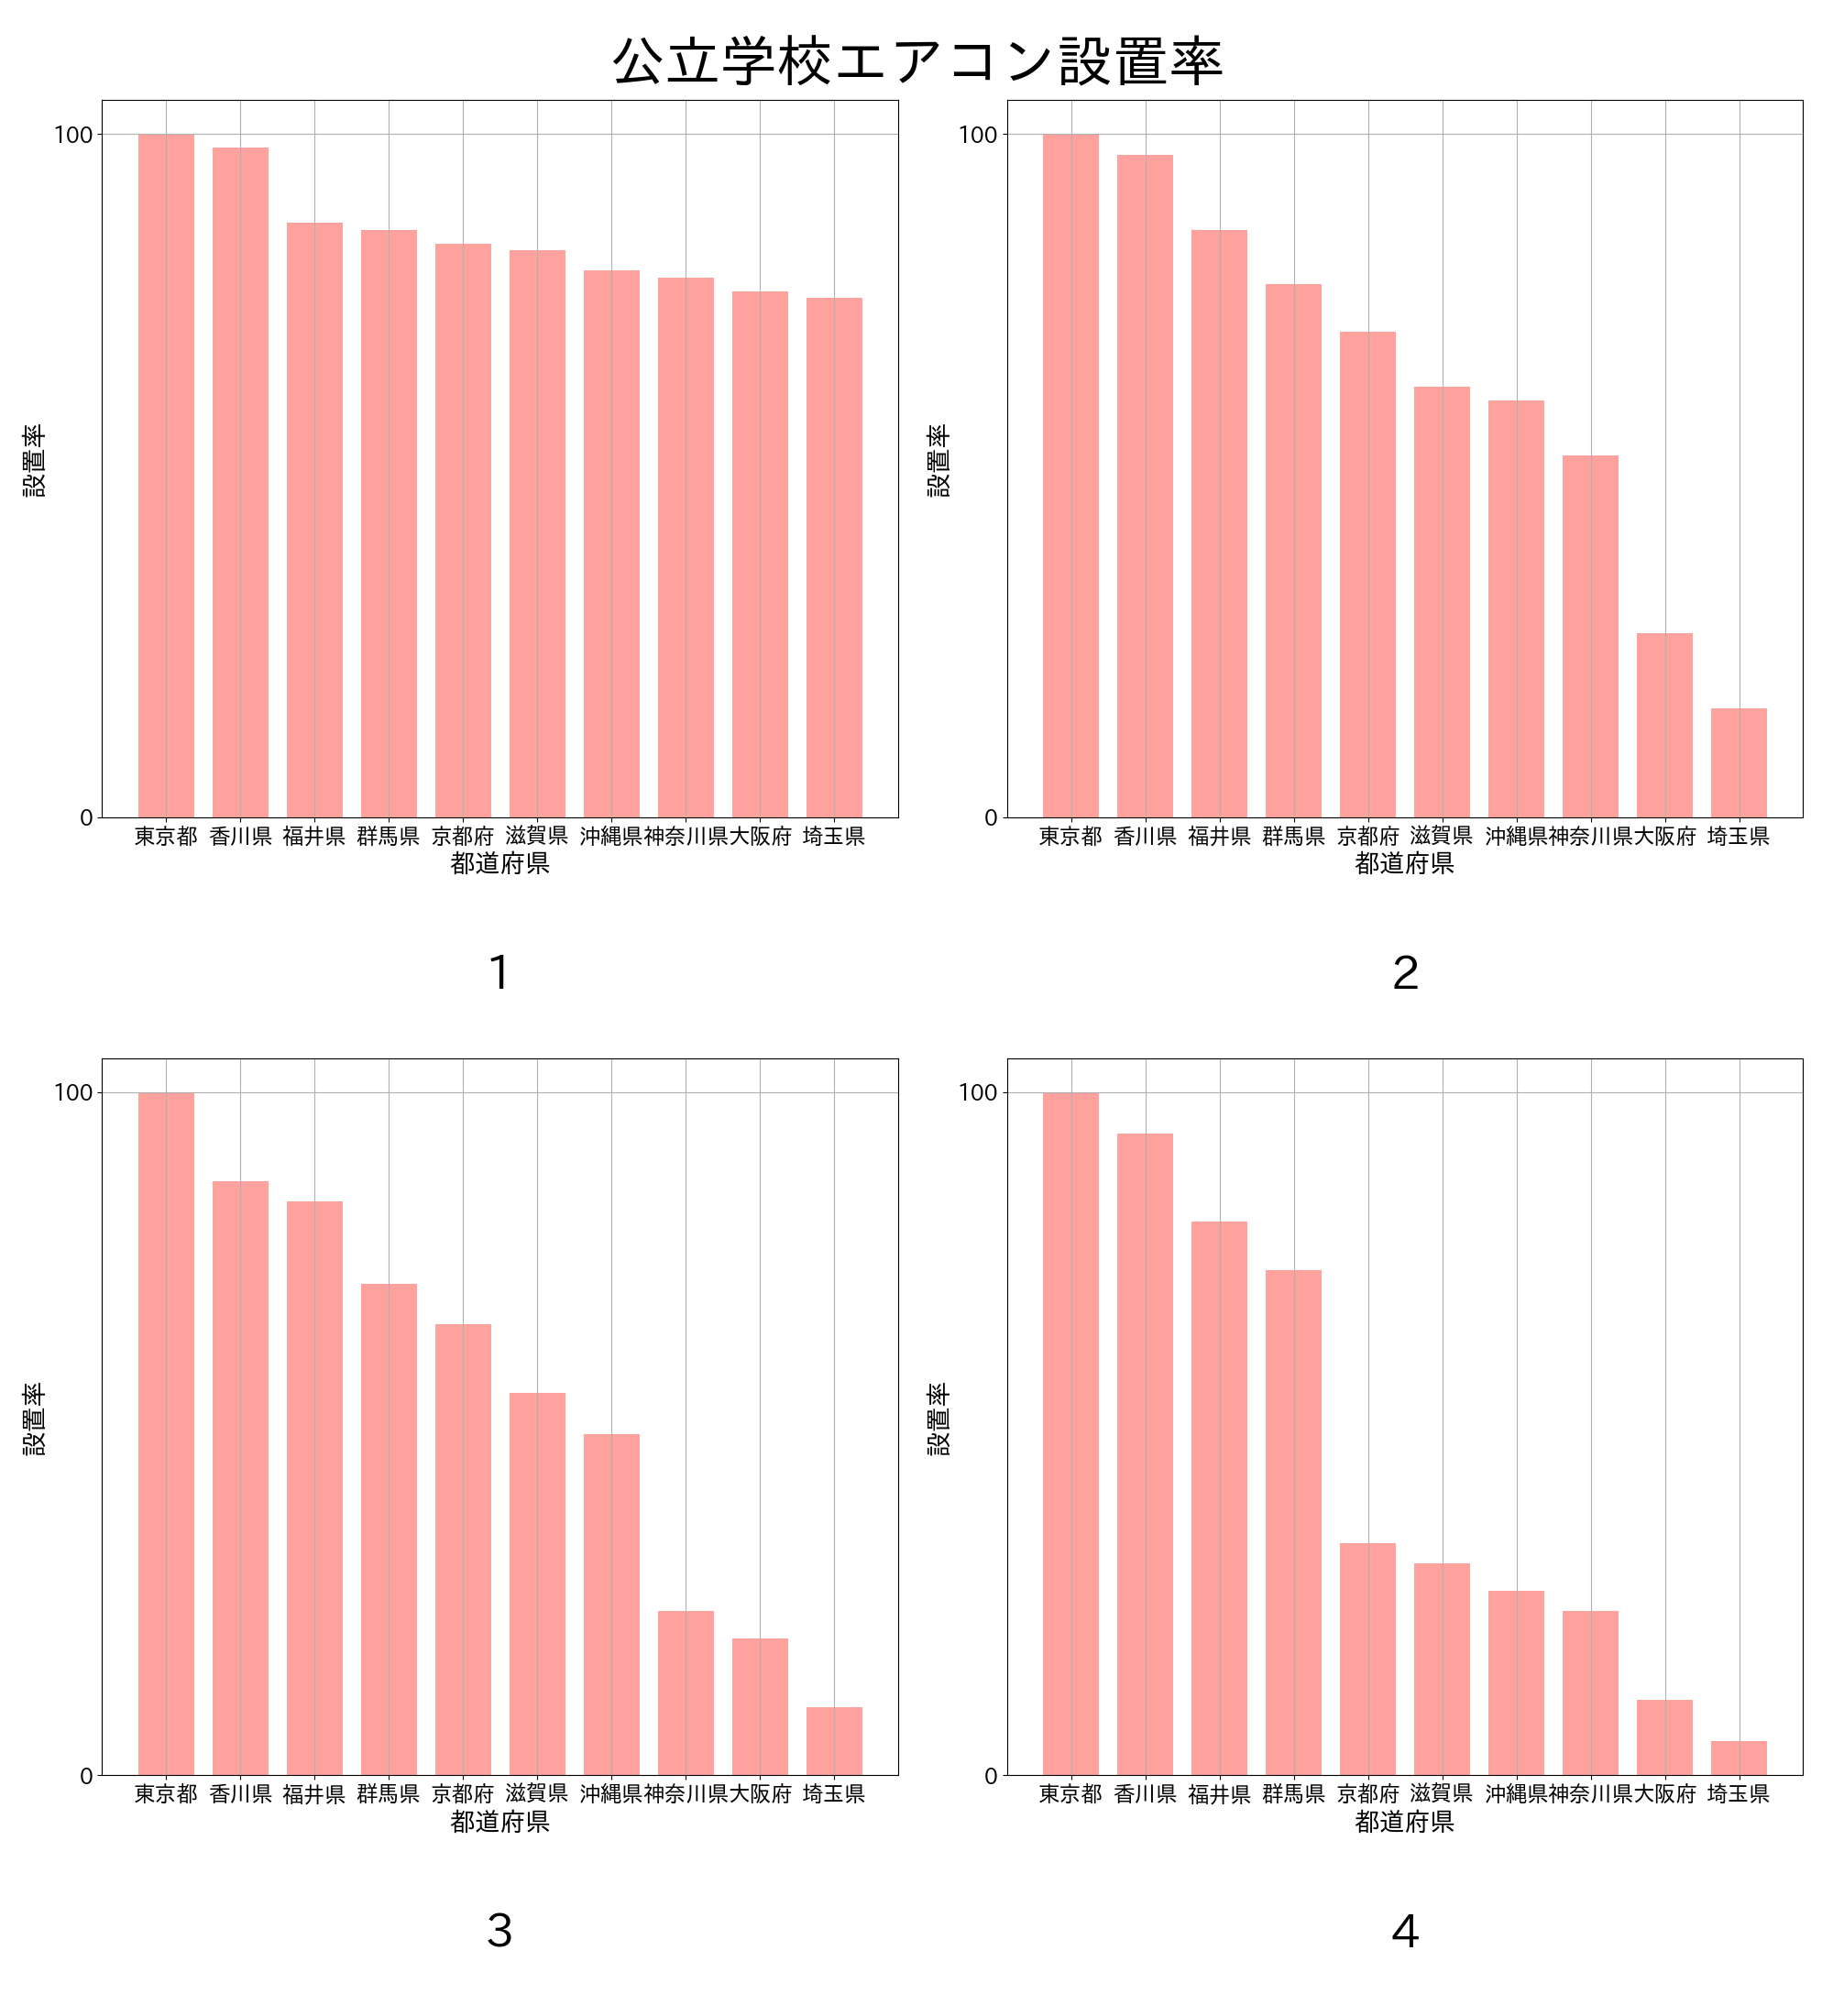 公立学校エアコン設置率
100
0
設置率
東京都 香川県 福井県 群馬県 京都府 滋賀県 沖縄県 神奈川県 大阪府 埼玉県
都道府県
1
100
0
設置率
東京都 香川県 福井県 群馬県 京都府 滋賀県 沖縄県 神奈川県 大阪府 埼玉県
都道府県
2
100
0
設置率
東京都 香川県 福井県 群馬県 京都府 滋賀県 沖縄県 神奈川県 大阪府 埼玉県
都道府県
3
100
0
設置率
東京都 香川県 福井県 群馬県 京都府 滋賀県 沖縄県 神奈川県 大阪府 埼玉県
都道府県
4